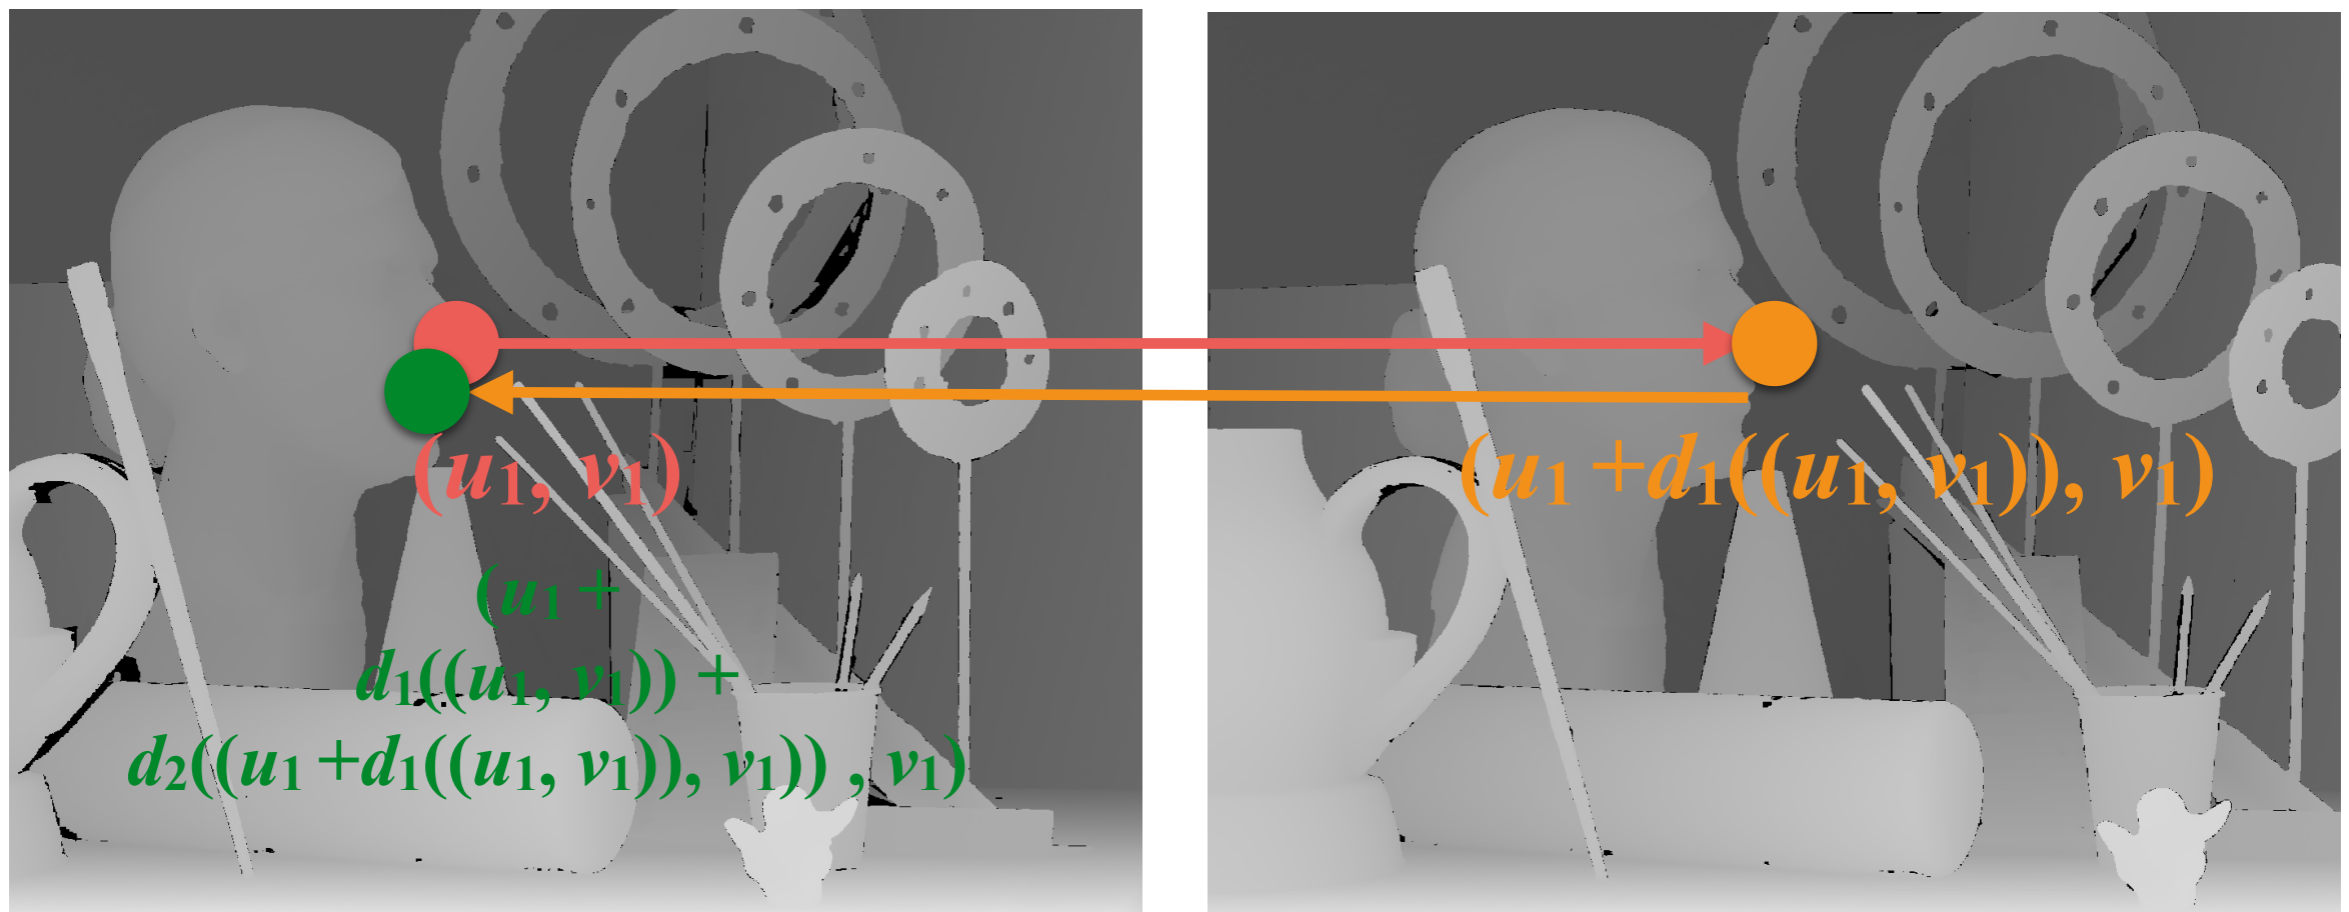 (u₁, v₁)
(u₁ +d₁((u₁, v₁)), v₁)
(u₁ +
d₁((u₁, v₁)) +
d₂((u₁ +d₁((u₁, v₁)), v₁)) , v₁)